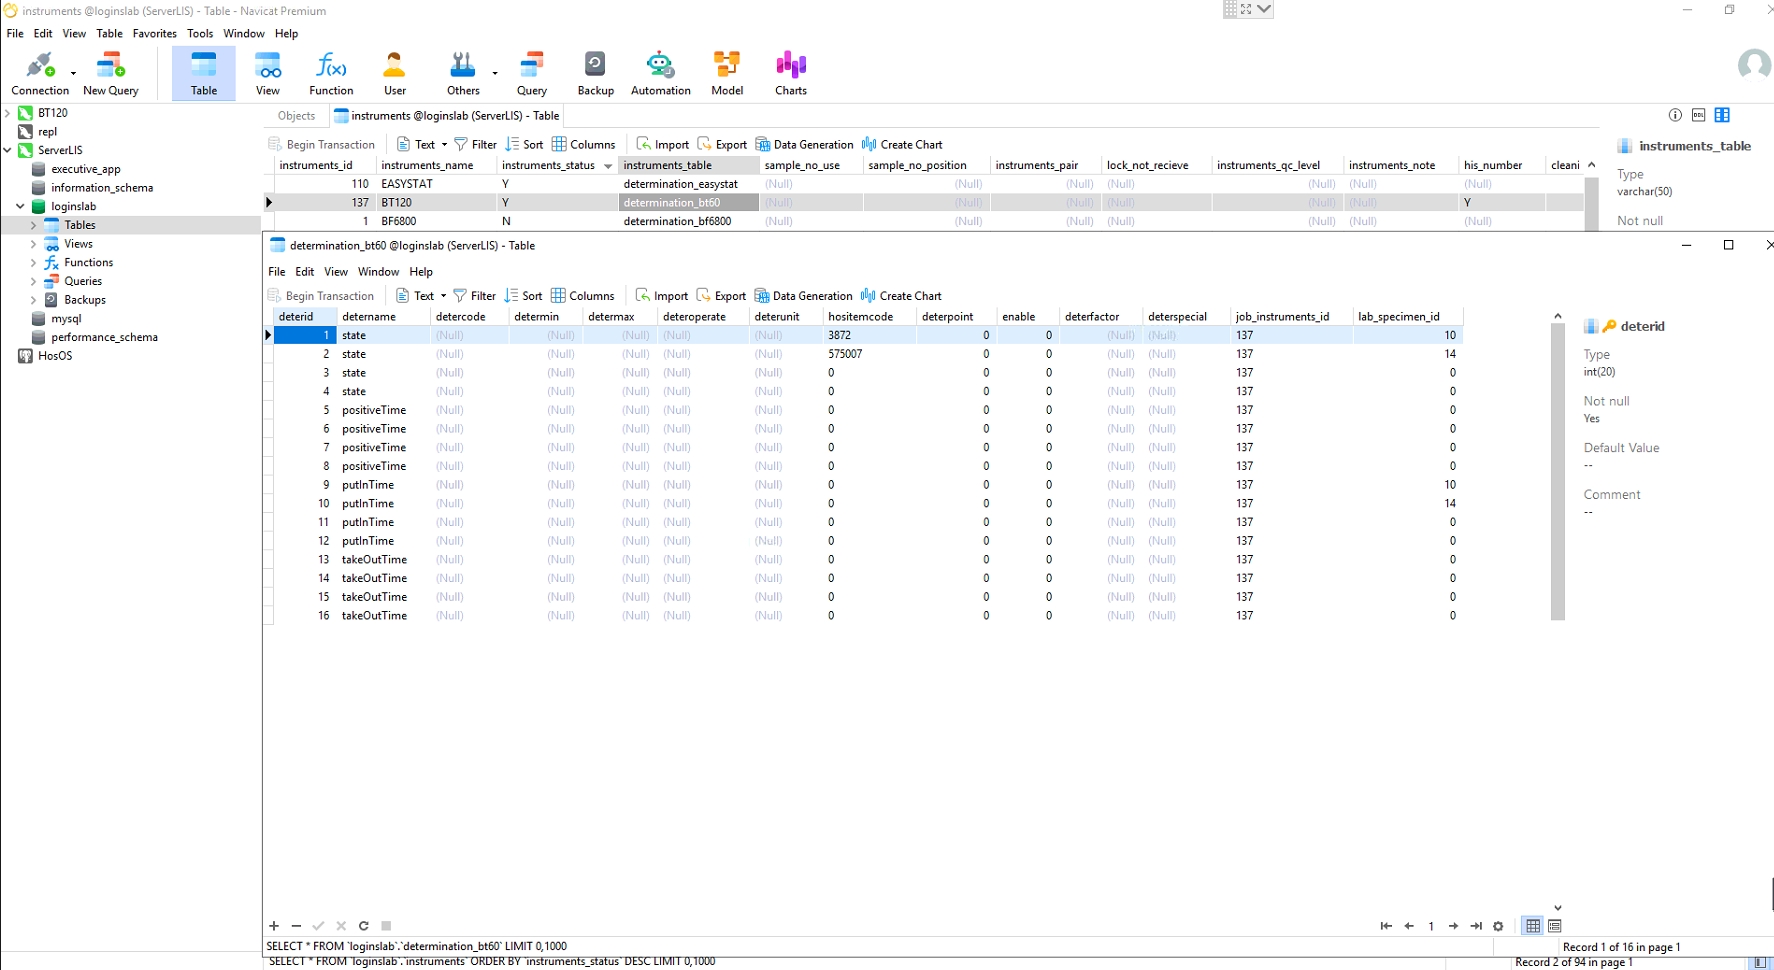 instruments @loginslab (ServerLIS) - Table - Navicat Premium
File Edit View Table Favorites Tools Window Help
Connection New Query Table View Function User Others Query Backup Automation Model Charts
BT120
repl
ServerLIS
executive_app
information_schema
loginslab
Tables
Views
Functions
Queries
Backups
mysql
performance_schema
HosOS
Objects instruments @loginslab (ServerLIS) - Table
Begin Transaction Text Filter Sort Columns Import Export Data Generation Create Chart
instruments_id instruments_name instruments_status instruments_table sample_no_use sample_no_position instruments_pair lock_not_recieve instruments_qc_level instruments_note his_number cleani
110 EASYSTAT Y determination_easystat (Null) (Null) (Null) (Null) (Null) (Null) (Null)
137 BT120 Y determination_bt60 (Null) (Null) (Null) (Null) (Null) (Null) Y
1 BF6800 N determination_bf6800 (Null) (Null) (Null) (Null) (Null) (Null) (Null)
instruments_table
Type
varchar(50)
Not null
determination_bt60 @loginslab (ServerLIS) - Table
File Edit View Window Help
Begin Transaction Text Filter Sort Columns Import Export Data Generation Create Chart
deterid detername detercode determin determax deteroperate deterunit hositemcode deterpoint enable deterfactor deterspecial job_instruments_id lab_specimen_id
1 state (Null) (Null) (Null) (Null) (Null) 3872 0 0 (Null) (Null) 137 10
2 state (Null) (Null) (Null) (Null) (Null) 575007 0 0 (Null) (Null) 137 14
3 state (Null) (Null) (Null) (Null) (Null) 0 0 0 (Null) (Null) 137 0
4 state (Null) (Null) (Null) (Null) (Null) 0 0 0 (Null) (Null) 137 0
5 positiveTime (Null) (Null) (Null) (Null) (Null) 0 0 0 (Null) (Null) 137 0
6 positiveTime (Null) (Null) (Null) (Null) (Null) 0 0 0 (Null) (Null) 137 0
7 positiveTime (Null) (Null) (Null) (Null) (Null) 0 0 0 (Null) (Null) 137 0
8 positiveTime (Null) (Null) (Null) (Null) (Null) 0 0 0 (Null) (Null) 137 0
9 putInTime (Null) (Null) (Null) (Null) (Null) 0 0 0 (Null) (Null) 137 10
10 putInTime (Null) (Null) (Null) (Null) (Null) 0 0 0 (Null) (Null) 137 14
11 putInTime (Null) (Null) (Null) (Null) (Null) 0 0 0 (Null) (Null) 137 0
12 putInTime (Null) (Null) (Null) (Null) (Null) 0 0 0 (Null) (Null) 137 0
13 takeOutTime (Null) (Null) (Null) (Null) (Null) 0 0 0 (Null) (Null) 137 0
14 takeOutTime (Null) (Null) (Null) (Null) (Null) 0 0 0 (Null) (Null) 137 0
15 takeOutTime (Null) (Null) (Null) (Null) (Null) 0 0 0 (Null) (Null) 137 0
16 takeOutTime (Null) (Null) (Null) (Null) (Null) 0 0 0 (Null) (Null) 137 0
deterid
Type
int(20)
Not null
Yes
Default Value
--
Comment
--
1
SELECT * FROM `loginslab`.`determination_bt60` LIMIT 0,1000
Record 1 of 16 in page 1
SELECT * FROM `loginslab`.`instruments` ORDER BY `instruments_status` DESC LIMIT 0,1000
Record 2 of 94 in page 1